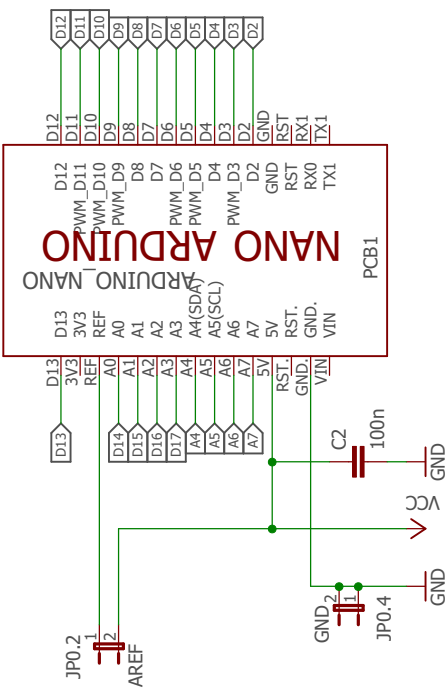 D12
D11
D10
D9
D8
D7
D6
D5
D4
D3
D2
D12
D11
D10
D9
D8
D7
D6
D5
D4
D3
D2
GND
RST
RX1
TX1
D12
PWM_D11
PWM_D10
PWM_D9
D8
D7
PWM_D6
PWM_D5
D4
PWM_D3
D2
GND
RST
RX0
TX1
NANO ARDUINO
ARDUINO_NANO
PCB1
D13
3V3
REF
A0
A1
A2
A3
A4(SDA)
A5(SCL)
A6
A7
5V
RST.
GND.
VIN
D13
3V3
REF
A0
A1
A2
A3
A4
A5
A6
A7
5V
RST.
GND.
VIN
D13
D14
D15
D16
D17
A4
A5
A6
A7
C2
100n
GND
VCC
GND
GND
2
1
JP0.4
JP0.2
1
2
AREF